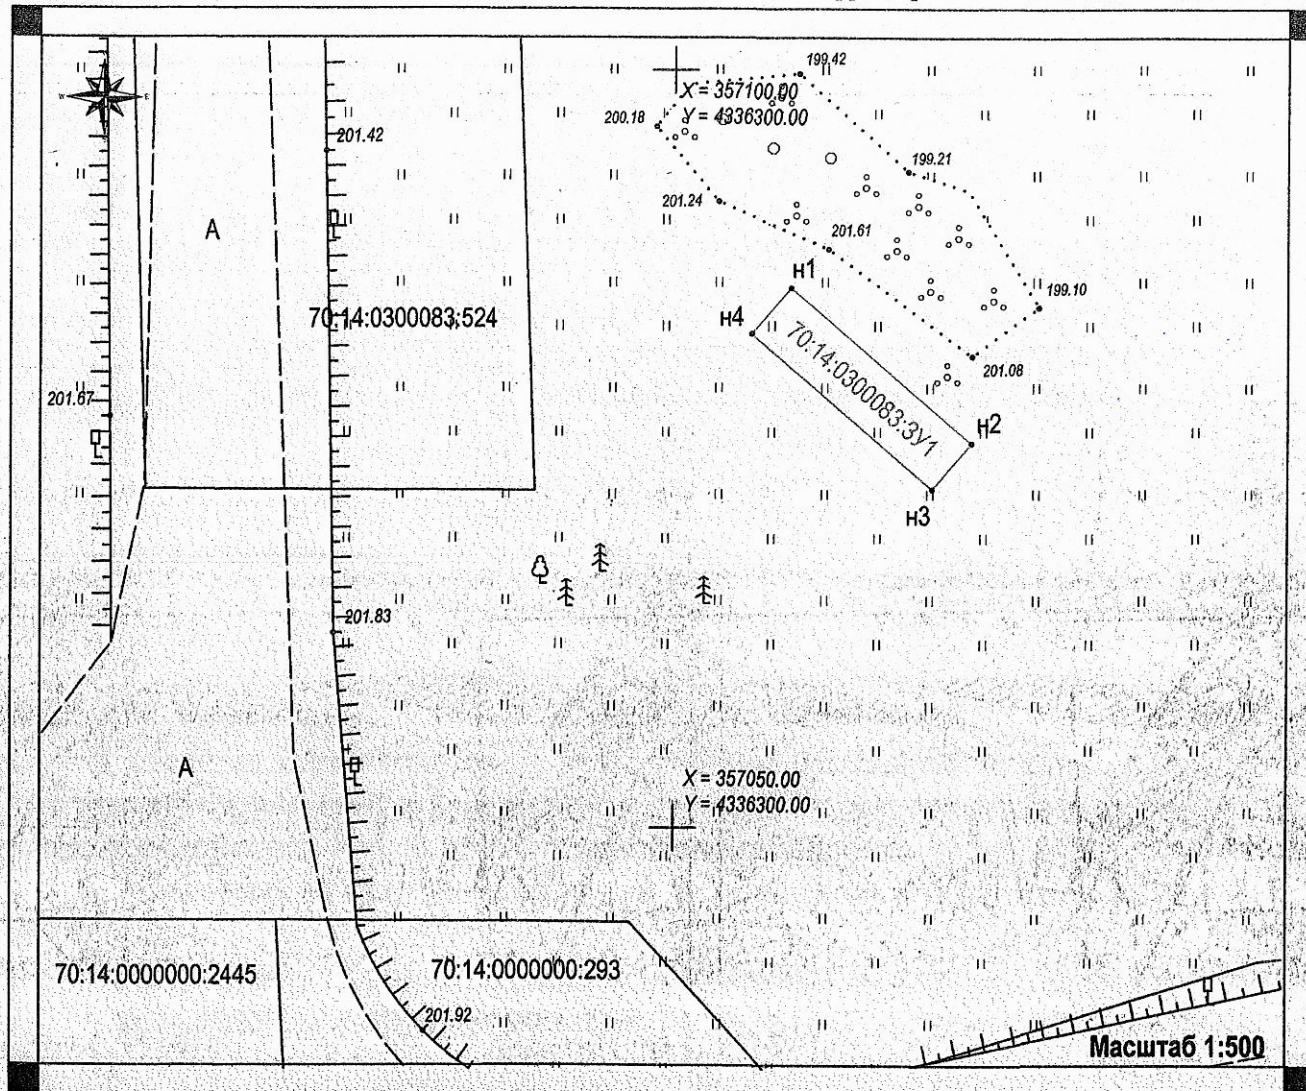 199.42
X = 357100.00
Y = 4336300.00
200.18
201.42
199.21
201.24
А
201.61
н1
199.10
70:14:0300083:524
н4
70:14:0300083:ЗУ1
201.08
201.67
н2
н3
201.83
А
X = 357050.00
Y = 4336300.00
70:14:0000000:2445
70:14:0000000:293
201.92
Масштаб 1:500